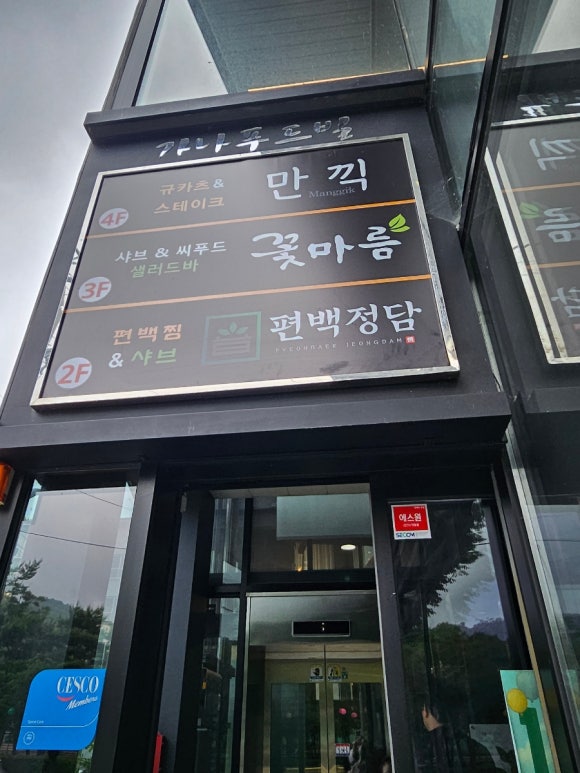 가나푸드빌
규카츠&
스테이크
만끽
Manggik
4F
샤브 & 씨푸드
샐러드바
꽃마름
3F
편백찜
& 샤브
편백정담
PYEONBAEK JEONGDAM
2F
에스원
SECOM
CESCO
Members